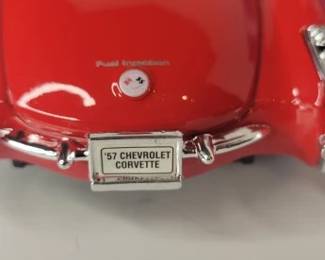 Fuel Injection
'57 CHEVROLET
CORVETTE